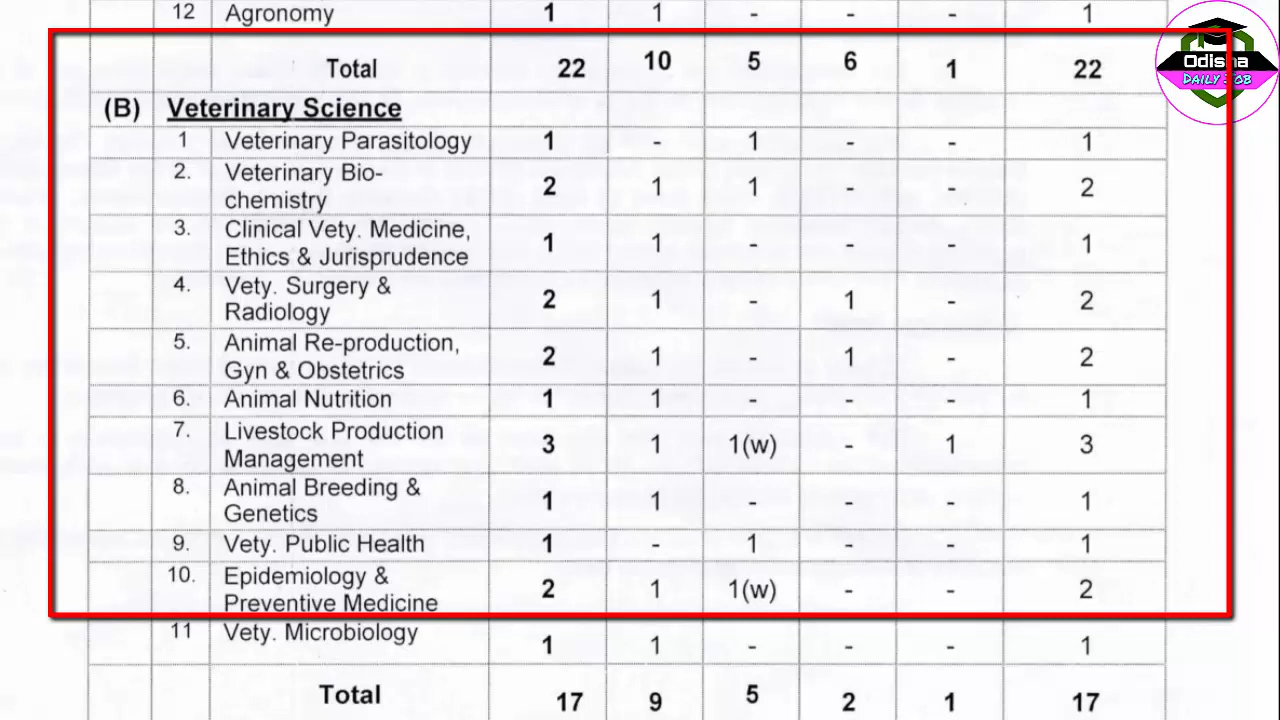 12 Agronomy 1 1 - - - 1
Total 22 10 5 6 1 22
(B) Veterinary Science
1 Veterinary Parasitology 1 - 1 - - 1
2. Veterinary Bio-
chemistry 2 1 1 - - 2
3. Clinical Vety. Medicine,
Ethics & Jurisprudence 1 1 - - - 1
4. Vety. Surgery &
Radiology 2 1 - 1 - 2
5. Animal Re-production,
Gyn & Obstetrics 2 1 - 1 - 2
6. Animal Nutrition 1 1 - - - 1
7. Livestock Production
Management 3 1 1(w) - 1 3
8. Animal Breeding &
Genetics 1 1 - - - 1
9. Vety. Public Health 1 - 1 - - 1
10. Epidemiology &
Preventive Medicine 2 1 1(w) - - 2
11 Vety. Microbiology 1 1 - - - 1
Total 17 9 5 2 1 17
Odisha
DAILY JOB